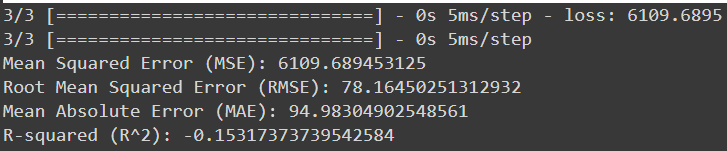 3/3 [==============================] - 0s 5ms/step - loss: 6109.6895
3/3 [==============================] - 0s 5ms/step
Mean Squared Error (MSE): 6109.689453125
Root Mean Squared Error (RMSE): 78.16450251312932
Mean Absolute Error (MAE): 94.98304902548561
R-squared (R^2): -0.15317373739542584